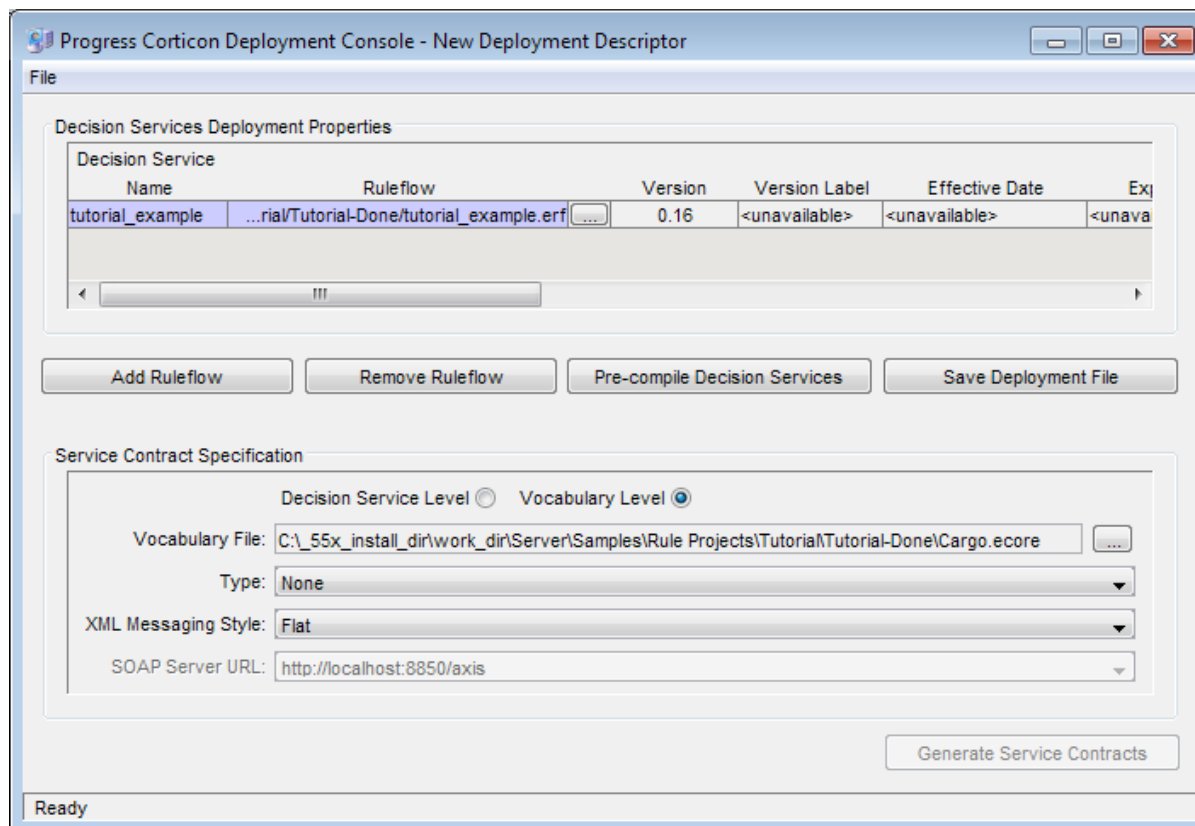 Progress Corticon Deployment Console - New Deployment Descriptor
File
Decision Services Deployment Properties
Decision Service
Name Ruleflow Version Version Label Effective Date Exp
tutorial_example ...rial/Tutorial-Done/tutorial_example.erf ... 0.16 <unavailable> <unavailable> <unava
Add Ruleflow Remove Ruleflow Pre-compile Decision Services Save Deployment File
Service Contract Specification
Decision Service Level Vocabulary Level
Vocabulary File: C:\_55x_install_dir\work_dir\Server\Samples\Rule Projects\Tutorial\Tutorial-Done\Cargo.ecore ...
Type: None
XML Messaging Style: Flat
SOAP Server URL: http://localhost:8850/axis
Generate Service Contracts
Ready